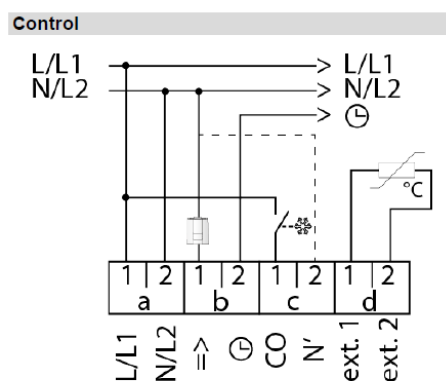 Control
L/L1 L/L1
N/L2 N/L2
°C
1 2 1 2 1 2 1 2
a b c d
L/L1 N/L2 => CO N' ext. 1 ext. 2